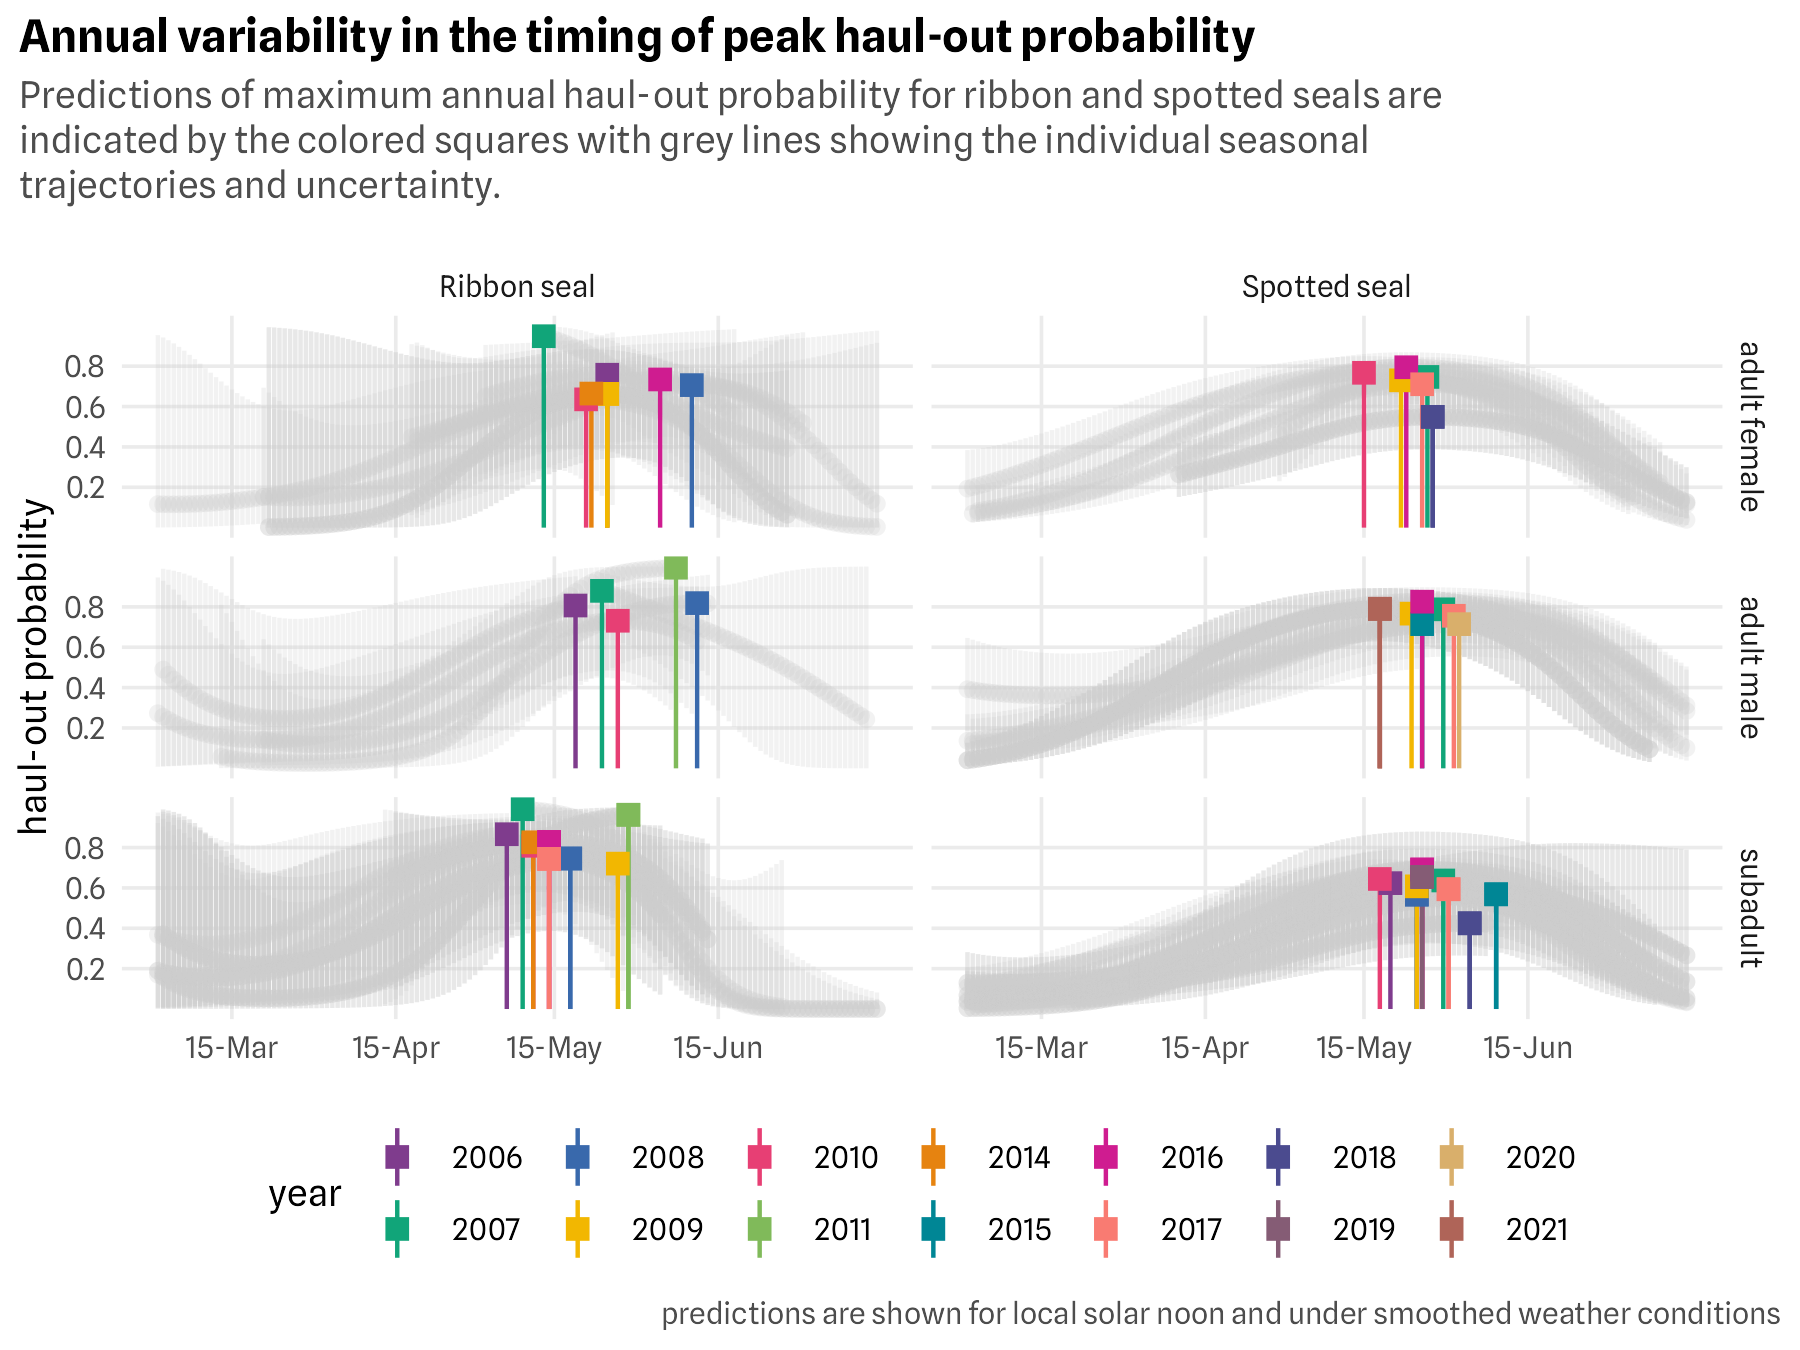 Annual variability in the timing of peak haul-out probability
Predictions of maximum annual haul-out probability for ribbon and spotted seals are
indicated by the colored squares with grey lines showing the individual seasonal
trajectories and uncertainty.
Ribbon seal
Spotted seal
haul-out probability
0.8
0.6
0.4
0.2
adult female
0.8
0.6
0.4
0.2
adult male
0.8
0.6
0.4
0.2
subadult
15-Mar 15-Apr 15-May 15-Jun
15-Mar 15-Apr 15-May 15-Jun
year
2006 2008 2010 2014 2016 2018 2020
2007 2009 2011 2015 2017 2019 2021
predictions are shown for local solar noon and under smoothed weather conditions